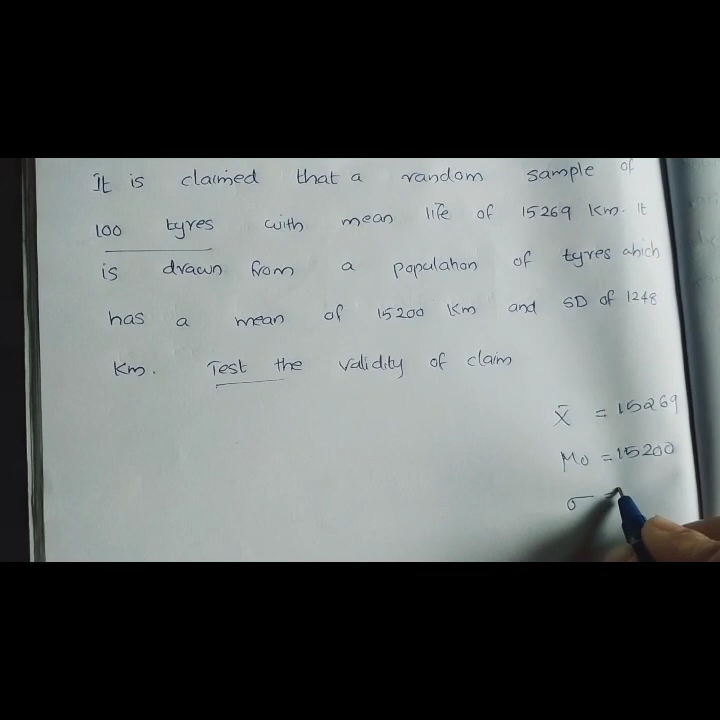 It is claimed that a random sample of
100 tyres with mean life of 15269 Km. It
is drawn from a population of tyres which
has a mean of 15200 Km and SD of 1248
Km. Test the validity of claim
X̄ = 15269
μ0 = 15200
σ =